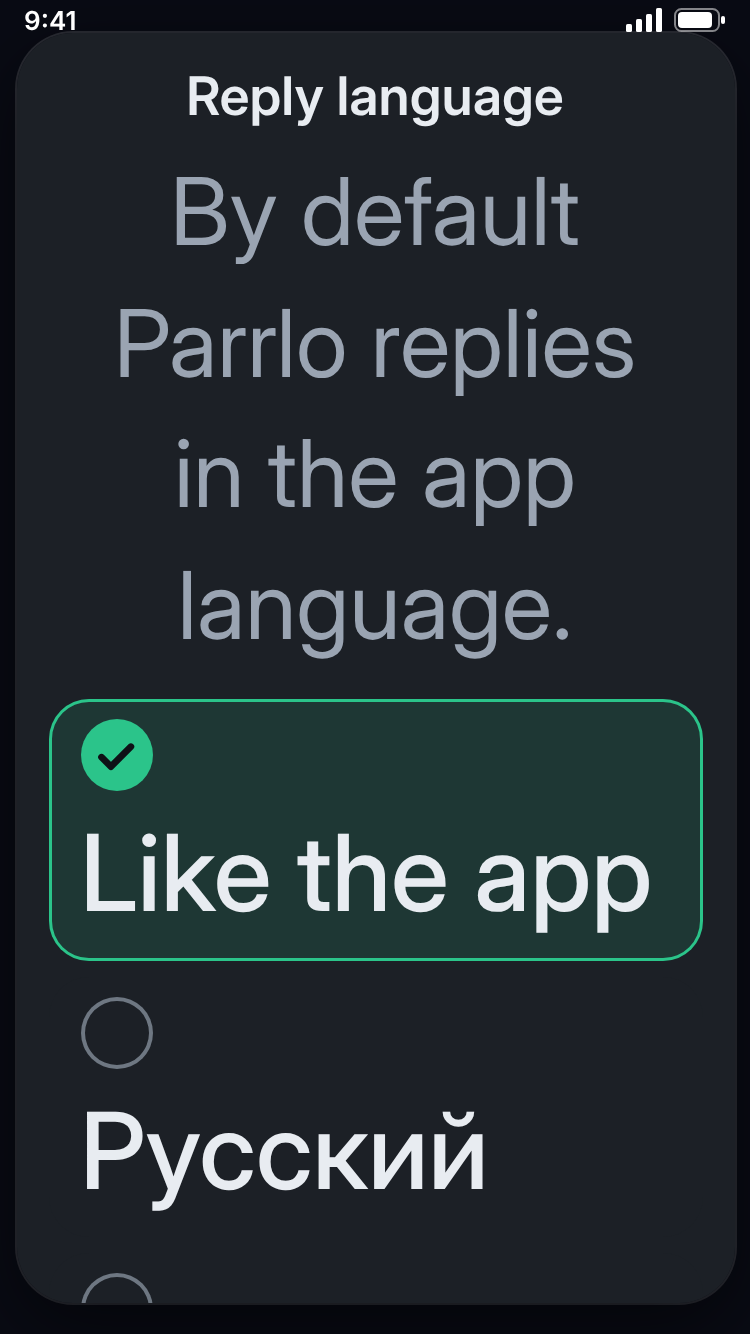 9:41
Reply language
By default
Parrlo replies
in the app
language.
Like the app
Русский